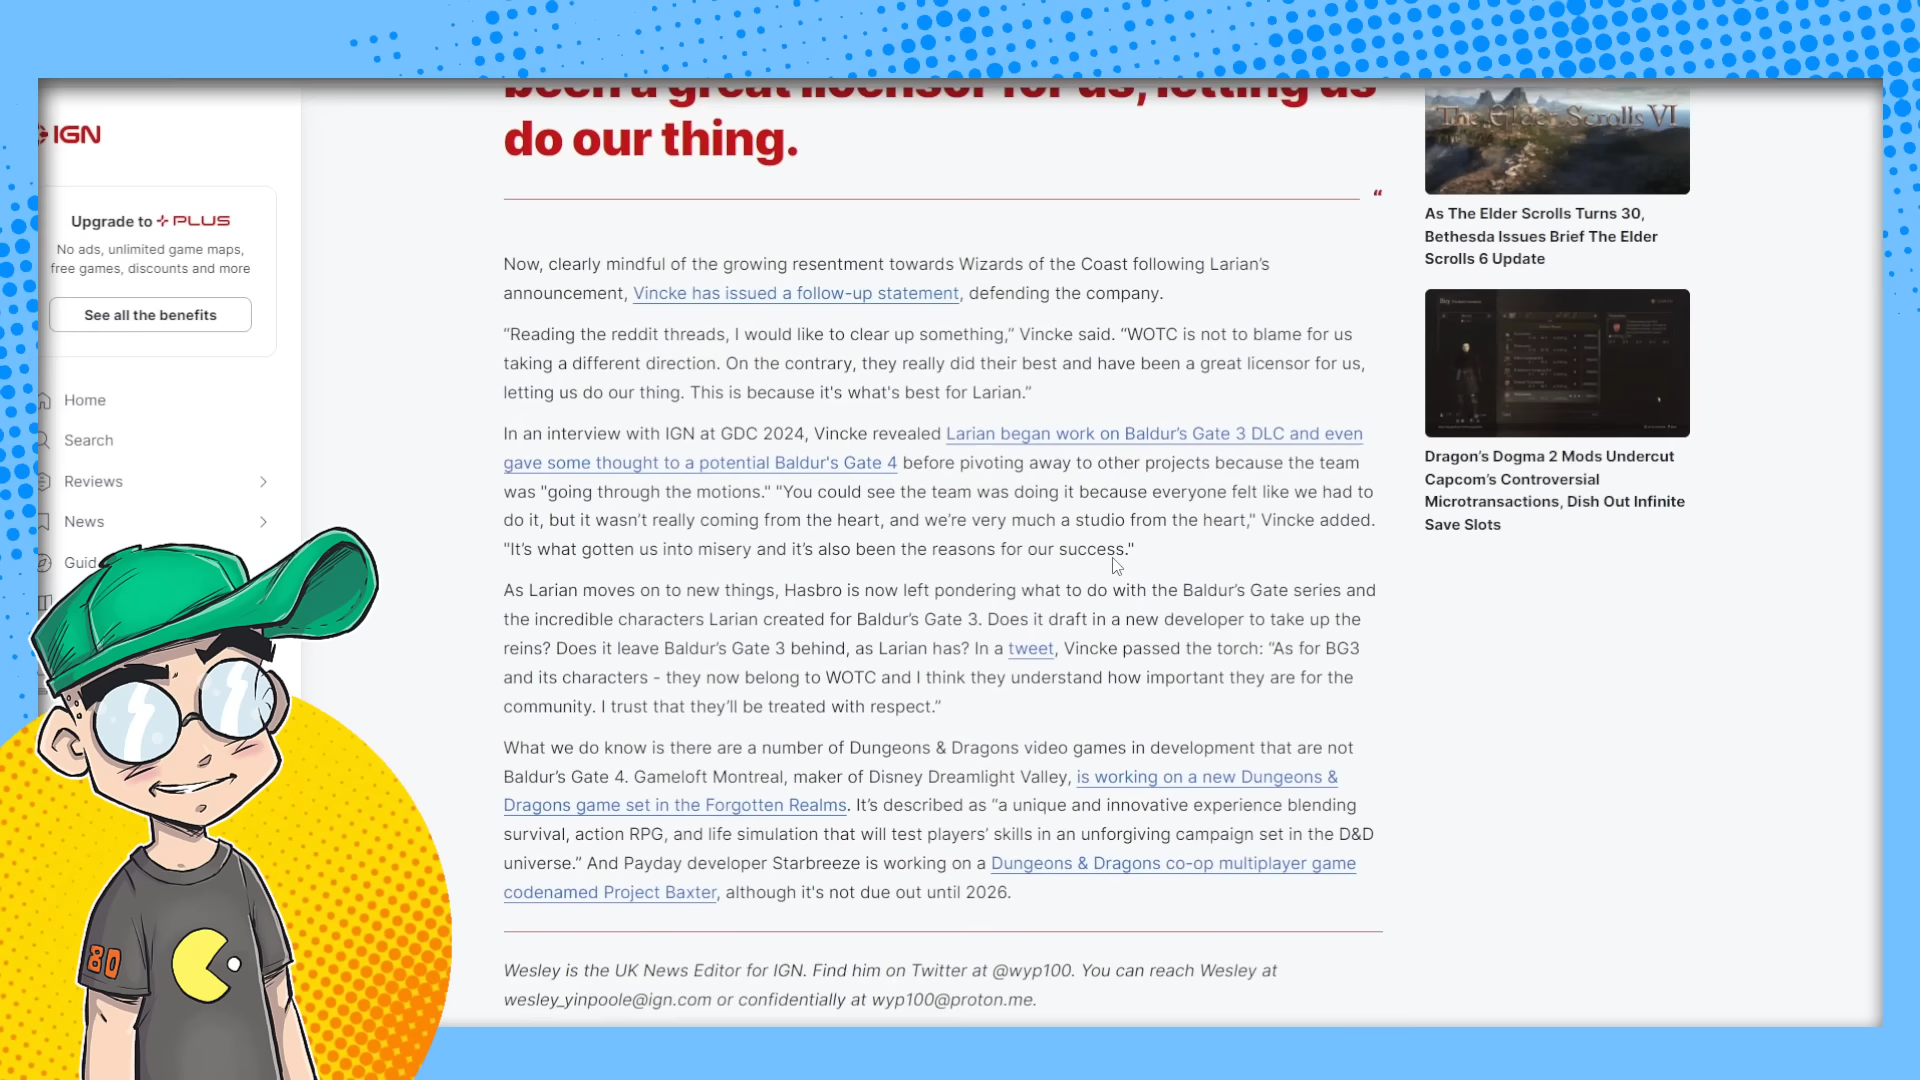 been a great licensor for us, letting us
do our thing.
“
IGN
Upgrade to PLUS
No ads, unlimited game maps,
free games, discounts and more
See all the benefits
Home
Search
Reviews
News
Guid
Now, clearly mindful of the growing resentment towards Wizards of the Coast following Larian’s
announcement, Vincke has issued a follow-up statement, defending the company.
“Reading the reddit threads, I would like to clear up something,” Vincke said. “WOTC is not to blame for us
taking a different direction. On the contrary, they really did their best and have been a great licensor for us,
letting us do our thing. This is because it's what's best for Larian.”
In an interview with IGN at GDC 2024, Vincke revealed Larian began work on Baldur’s Gate 3 DLC and even
gave some thought to a potential Baldur's Gate 4 before pivoting away to other projects because the team
was "going through the motions." "You could see the team was doing it because everyone felt like we had to
do it, but it wasn’t really coming from the heart, and we’re very much a studio from the heart," Vincke added.
"It’s what gotten us into misery and it’s also been the reasons for our success."
As Larian moves on to new things, Hasbro is now left pondering what to do with the Baldur’s Gate series and
the incredible characters Larian created for Baldur’s Gate 3. Does it draft in a new developer to take up the
reins? Does it leave Baldur’s Gate 3 behind, as Larian has? In a tweet, Vincke passed the torch: “As for BG3
and its characters - they now belong to WOTC and I think they understand how important they are for the
community. I trust that they’ll be treated with respect.”
What we do know is there are a number of Dungeons & Dragons video games in development that are not
Baldur’s Gate 4. Gameloft Montreal, maker of Disney Dreamlight Valley, is working on a new Dungeons &
Dragons game set in the Forgotten Realms. It’s described as “a unique and innovative experience blending
survival, action RPG, and life simulation that will test players’ skills in an unforgiving campaign set in the D&D
universe.” And Payday developer Starbreeze is working on a Dungeons & Dragons co-op multiplayer game
codenamed Project Baxter, although it's not due out until 2026.
Wesley is the UK News Editor for IGN. Find him on Twitter at @wyp100. You can reach Wesley at
wesley_yinpoole@ign.com or confidentially at wyp100@proton.me.
The Elder Scrolls VI
As The Elder Scrolls Turns 30,
Bethesda Issues Brief The Elder
Scrolls 6 Update
Dragon’s Dogma 2 Mods Undercut
Capcom’s Controversial
Microtransactions, Dish Out Infinite
Save Slots
80